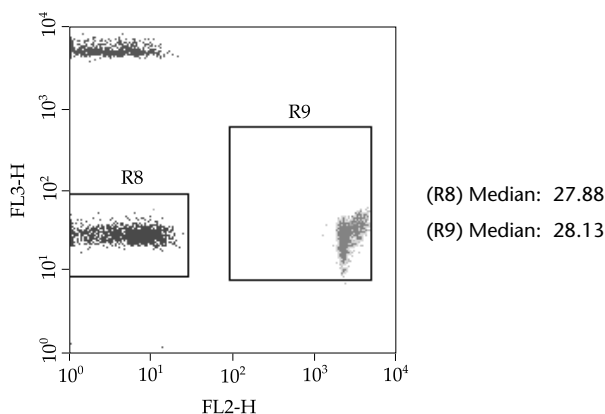 10⁴
10³
10²
10¹
10⁰
FL3-H
R8
R9
10⁰ 10¹ 10² 10³ 10⁴
FL2-H
(R8) Median: 27.88
(R9) Median: 28.13